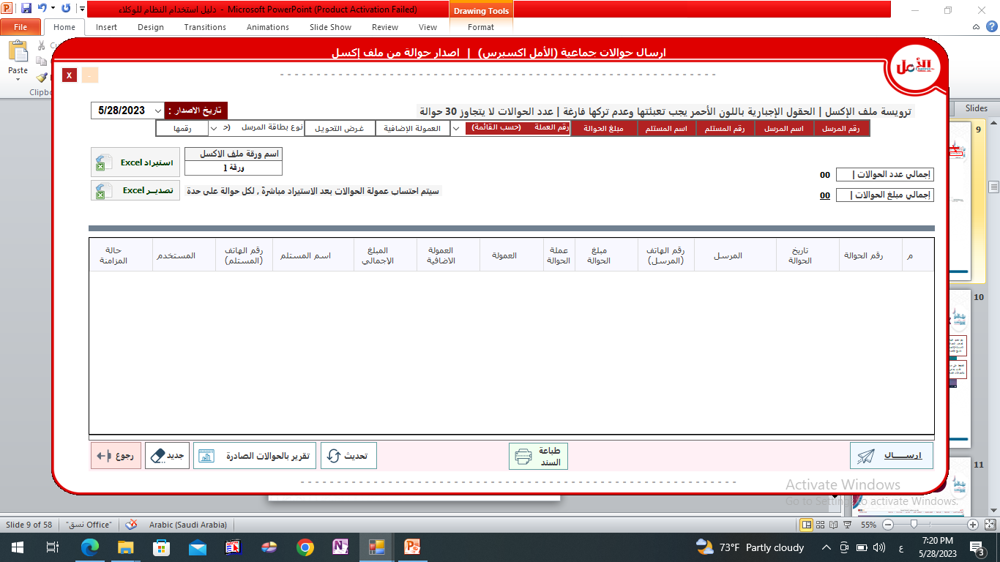 دليل استخدام النظام للوكلاء - Microsoft PowerPoint (Product Activation Failed)
Drawing Tools
File Home Insert Design Transitions Animations Slide Show Review View Format
Paste
ارسال حوالات جماعية (الأمل اكسبرس) | اصدار حوالة من ملف إكسل
الأمل
X -
تاريخ الاصدار : 5/28/2023
ترويسة ملف الإكسل | الحقول الإجبارية باللون الأحمر يجب تعبئتها وعدم تركها فارغة | عدد الحوالات لا يتجاوز 30 حوالة
رقم المرسل اسم المرسل رقم المستلم اسم المستلم مبلغ الحوالة رقم العملة (حسب القائمة) العمولة الإضافية غرض التحويل نوع بطاقة المرسل (ح رقمها
اسم ورقة ملف الاكسل
ورقة 1
استيراد Excel
تصدير Excel
سيتم احتساب عمولة الحوالات بعد الاستيراد مباشرةً , لكل حوالة على حدة
إجمالي عدد الحوالات | 00
إجمالي مبلغ الحوالات | 00
م رقم الحوالة تاريخ الحوالة المرسل رقم الهاتف (المرسل) مبلغ الحوالة عملة الحوالة العمولة العمولة الاضافية المبلغ الإجمالي اسم المستلم رقم الهاتف (المستلم) المستخدم حالة المزامنة
ارســـال
طباعة السند
تحديث
تقرير بالحوالات الصادرة
جديد
رجوع
Slides
9
10
11
Activate Windows
Go to Settings to activate Windows.
Slide 9 of 58 "نسق Office" Arabic (Saudi Arabia) 55%
73°F Partly cloudy
ع
7:20 PM
5/28/2023
3